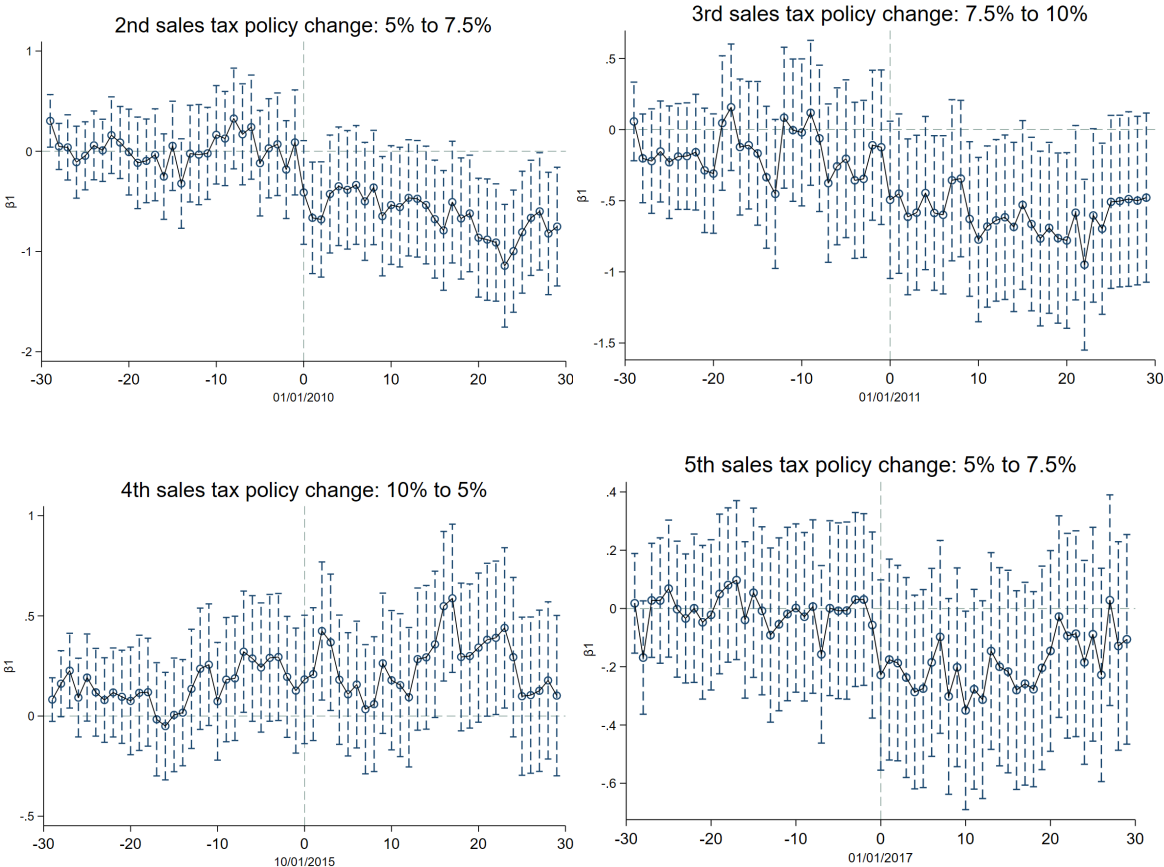 2nd sales tax policy change: 5% to 7.5%
1
0
-1
-2
β1
-30 -20 -10 0 10 20 30
01/01/2010
3rd sales tax policy change: 7.5% to 10%
.5
0
-.5
-1
-1.5
β1
-30 -20 -10 0 10 20 30
01/01/2011
4th sales tax policy change: 10% to 5%
1
.5
0
-.5
β1
-30 -20 -10 0 10 20 30
10/01/2015
5th sales tax policy change: 5% to 7.5%
.4
.2
0
-.2
-.4
-.6
β1
-30 -20 -10 0 10 20 30
01/01/2017